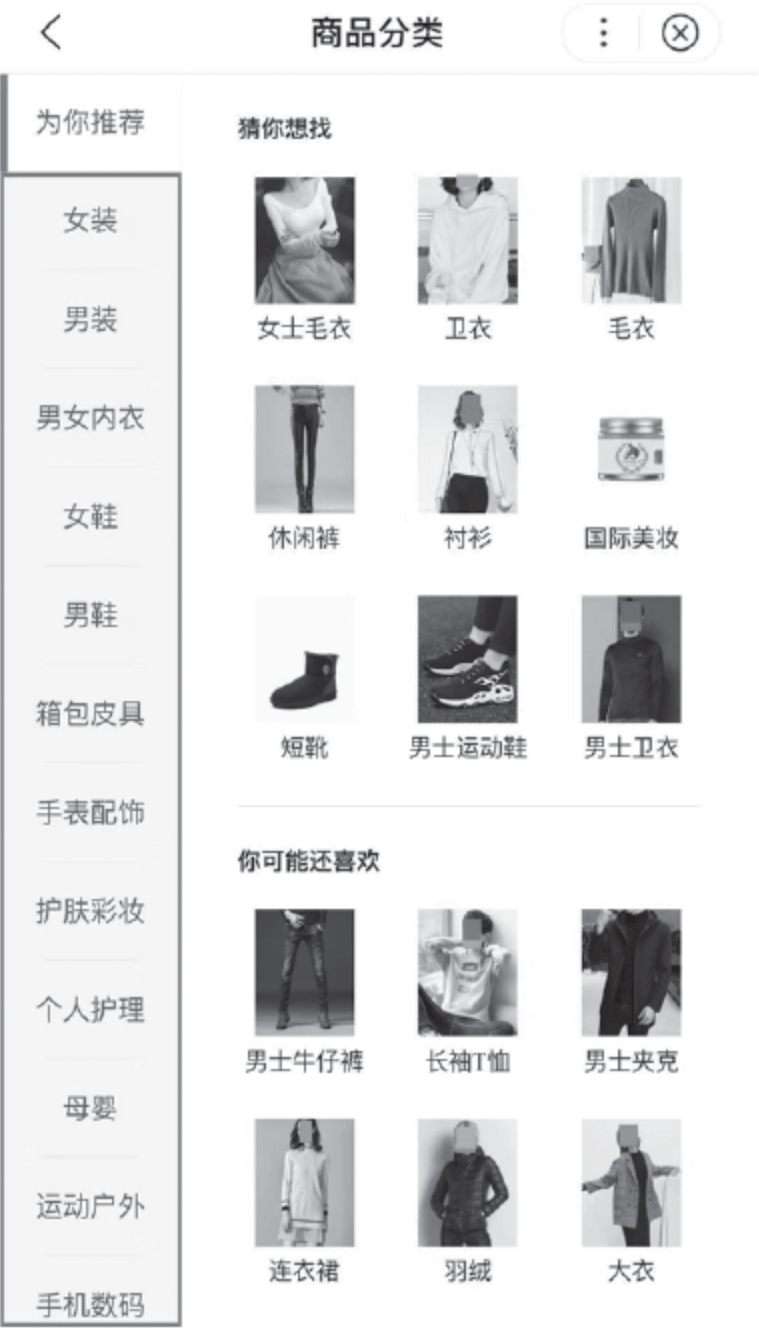 商品分类
为你推荐
女装
男装
男女内衣
女鞋
男鞋
箱包皮具
手表配饰
护肤彩妆
个人护理
母婴
运动户外
手机数码
猜你想找
女士毛衣 卫衣 毛衣
休闲裤 衬衫 国际美妆
短靴 男士运动鞋 男士卫衣
你可能还喜欢
男士牛仔裤 长袖T恤 男士夹克
连衣裙 羽绒 大衣